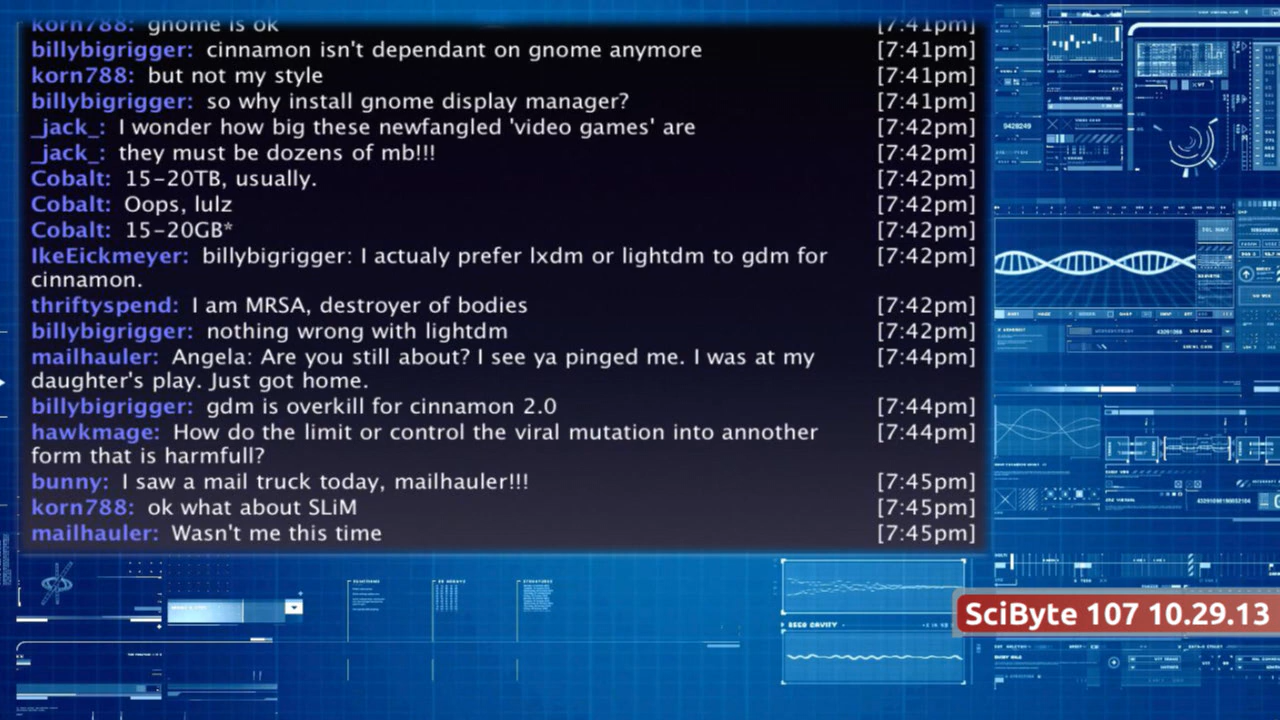 korn788: gnome is ok [7:41pm]
billybigrigger: cinnamon isn't dependant on gnome anymore [7:41pm]
korn788: but not my style [7:41pm]
billybigrigger: so why install gnome display manager? [7:41pm]
_jack_: I wonder how big these newfangled 'video games' are [7:42pm]
_jack_: they must be dozens of mb!!! [7:42pm]
Cobalt: 15-20TB, usually. [7:42pm]
Cobalt: Oops, lulz [7:42pm]
Cobalt: 15-20GB* [7:42pm]
IkeEickmeyer: billybigrigger: I actualy prefer lxdm or lightdm to gdm for [7:42pm]
cinnamon.
thriftyspend: I am MRSA, destroyer of bodies [7:42pm]
billybigrigger: nothing wrong with lightdm [7:42pm]
mailhauler: Angela: Are you still about? I see ya pinged me. I was at my [7:44pm]
daughter's play. Just got home.
billybigrigger: gdm is overkill for cinnamon 2.0 [7:44pm]
hawkmage: How do the limit or control the viral mutation into annother [7:44pm]
form that is harmfull?
bunny: I saw a mail truck today, mailhauler!!! [7:45pm]
korn788: ok what about SLiM [7:45pm]
mailhauler: Wasn't me this time [7:45pm]
9428249
SciByte 107 10.29.13